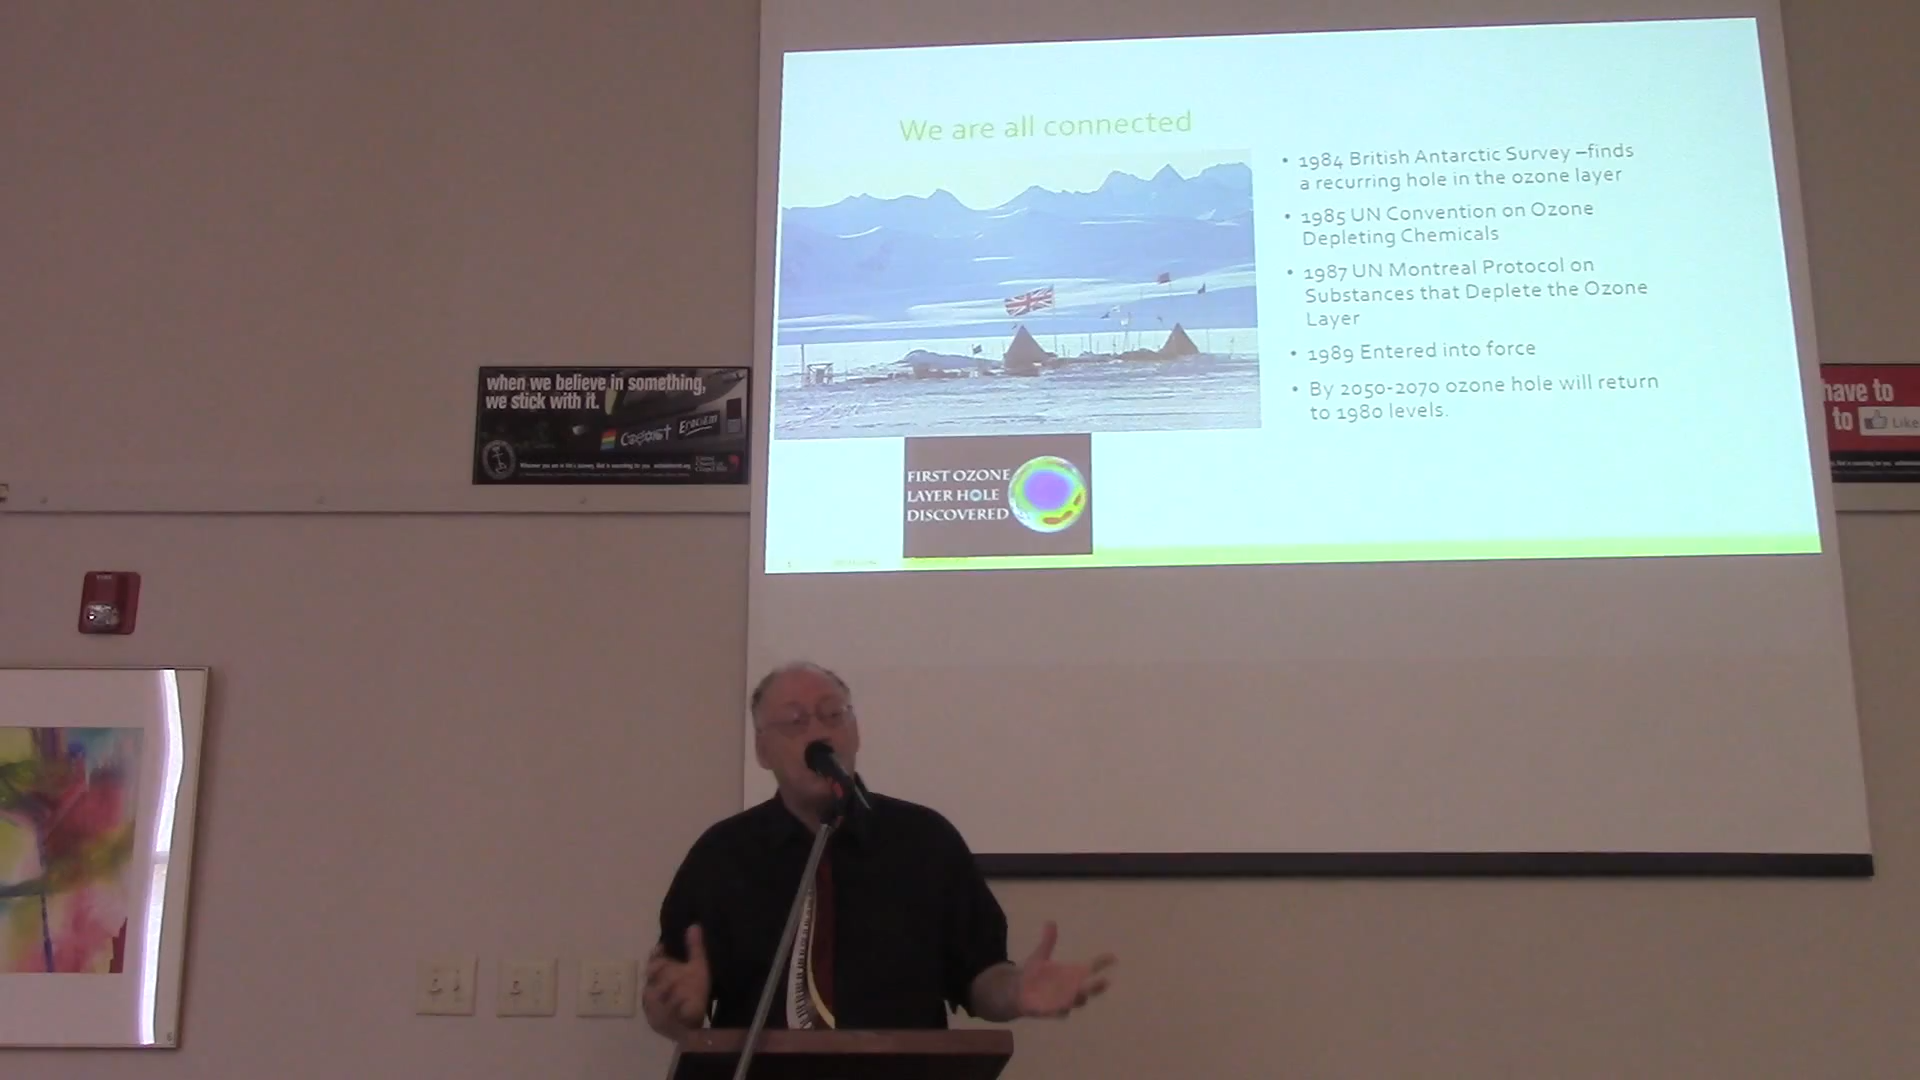 We are all connected
• 1984 British Antarctic Survey –finds
a recurring hole in the ozone layer
• 1985 UN Convention on Ozone
Depleting Chemicals
• 1987 UN Montreal Protocol on
Substances that Deplete the Ozone
Layer
• 1989 Entered into force
• By 2050-2070 ozone hole will return
to 1980 levels.
FIRST OZONE
LAYER HOLE
DISCOVERED
when we believe in something,
we stick with it.
have to
to
Like